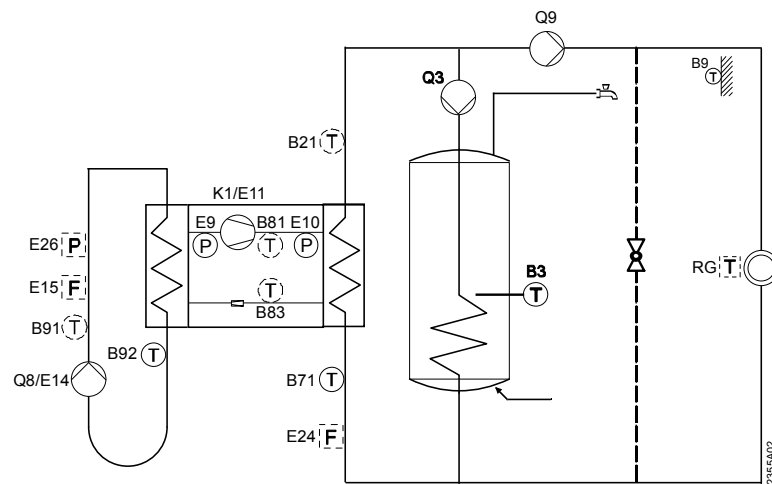 Q9
Q3
B9 T
B21 T
K1/E11
E9 B81 E10
P T P
E26 P
E15 F
B91 T
B92 T
T
B83
B3
T
RG T
Q8/E14
B71 T
E24 F
2355A02